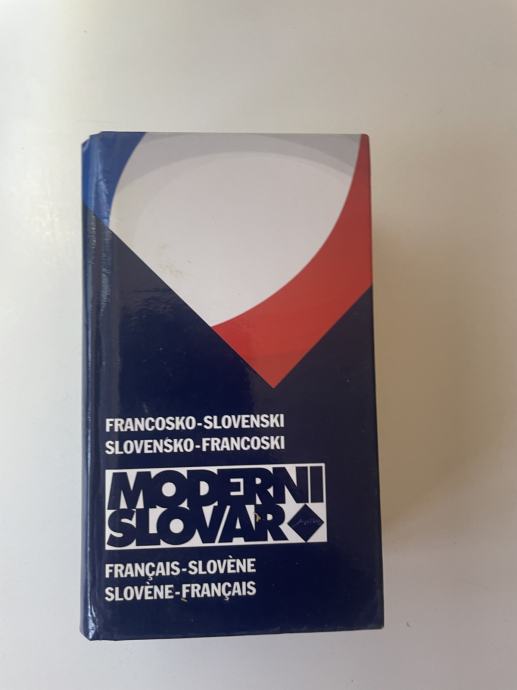 FRANCOSKO-SLOVENSKI
SLOVENSKO-FRANCOSKI
MODERNI
SLOVAR
FRANÇAIS-SLOVÈNE
SLOVÈNE-FRANÇAIS